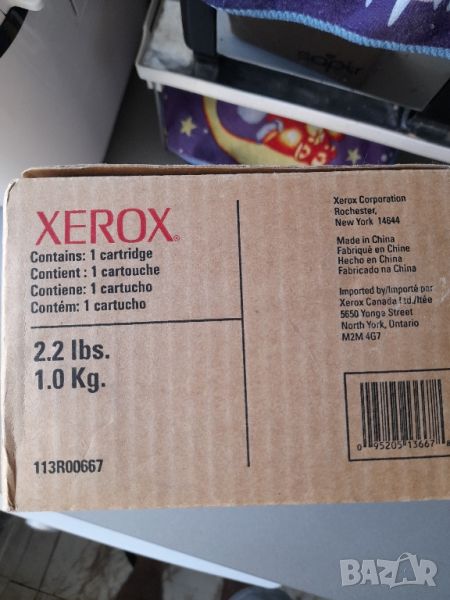 sapir
XEROX®
Contains: 1 cartridge
Contient : 1 cartouche
Contiene: 1 cartucho
Contém: 1 cartucho
2.2 lbs.
1.0 Kg.
113R00667
Xerox Corporation
Rochester,
New York 14644
Made in China
Fabriqué en Chine
Hecho en China
Fabricado na China
Imported by/Importé par
Xerox Canada Ltd./ltée
5650 Yonge Street
North York, Ontario
M2M 4G7
0 95205 13667 8
BAZAR